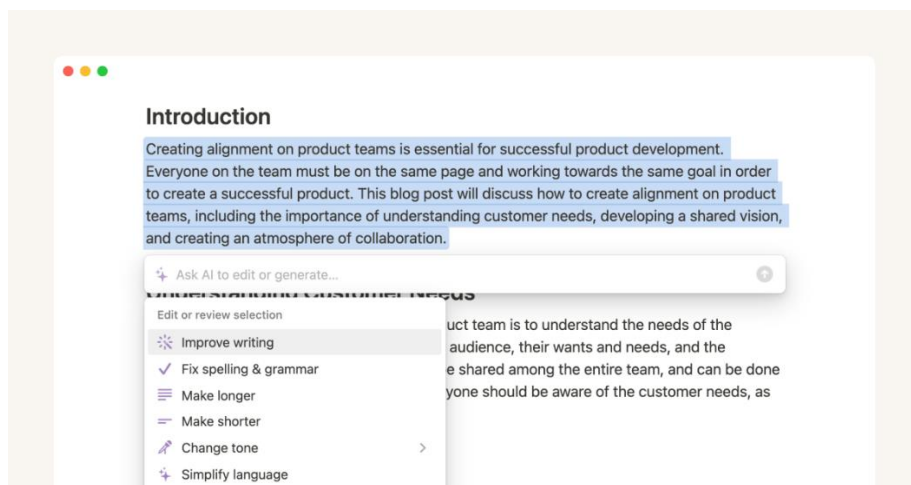 Introduction
Creating alignment on product teams is essential for successful product development.
Everyone on the team must be on the same page and working towards the same goal in order
to create a successful product. This blog post will discuss how to create alignment on product
teams, including the importance of understanding customer needs, developing a shared vision,
and creating an atmosphere of collaboration.
Ask AI to edit or generate...
Understanding Customer Needs
Edit or review selection
uct team is to understand the needs of the
Improve writing
audience, their wants and needs, and the
Fix spelling & grammar
e shared among the entire team, and can be done
Make longer
yone should be aware of the customer needs, as
Make shorter
Change tone
Simplify language